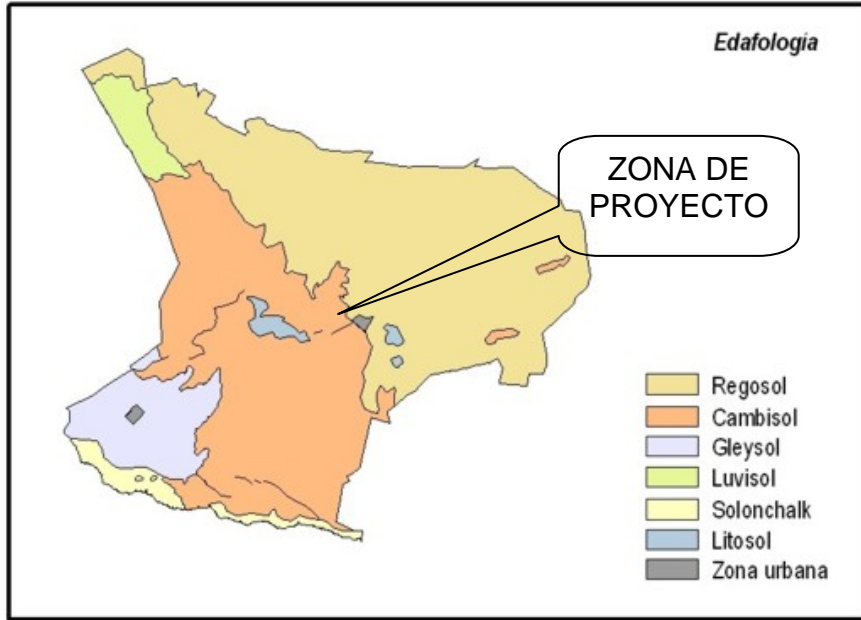 Edafología
ZONA DE
PROYECTO
Regosol
Cambisol
Gleysol
Luvisol
Solonchalk
Litosol
Zona urbana